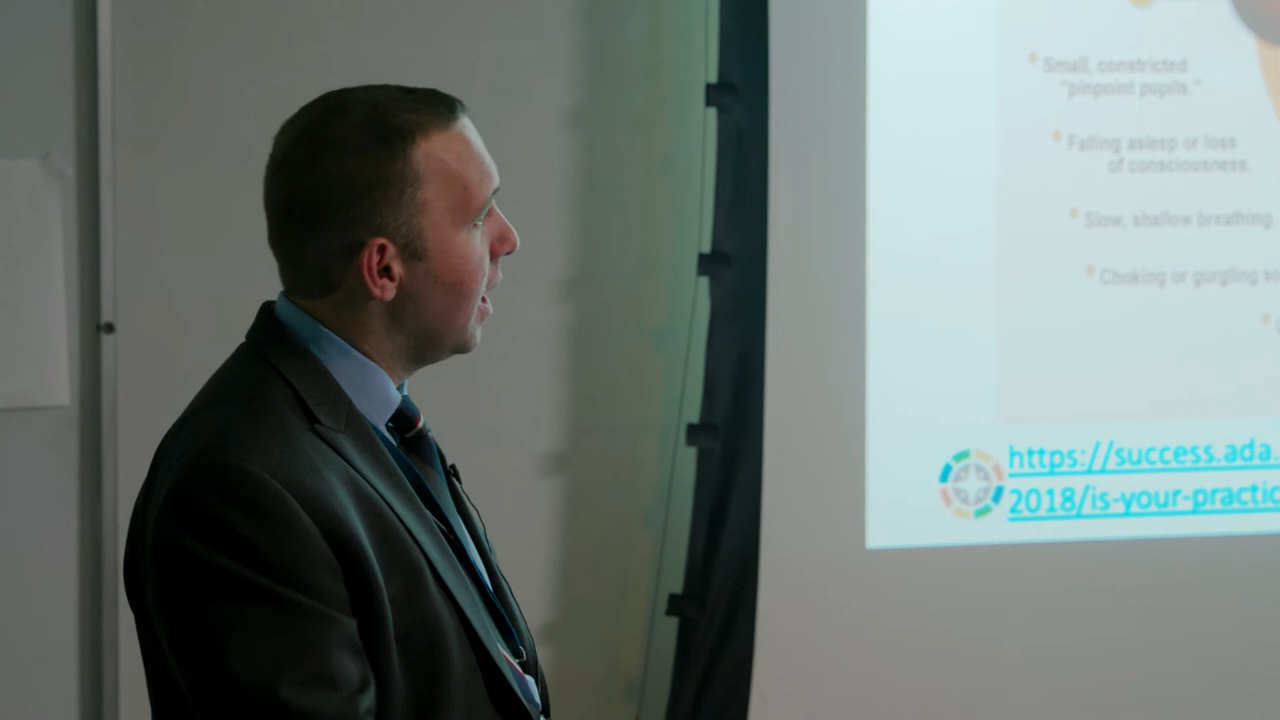 • Small, constricted
"pinpoint pupils."
• Falling asleep or loss
of consciousness.
• Slow, shallow breathing.
• Choking or gurgling
https://success.ada.
2018/is-your-practic